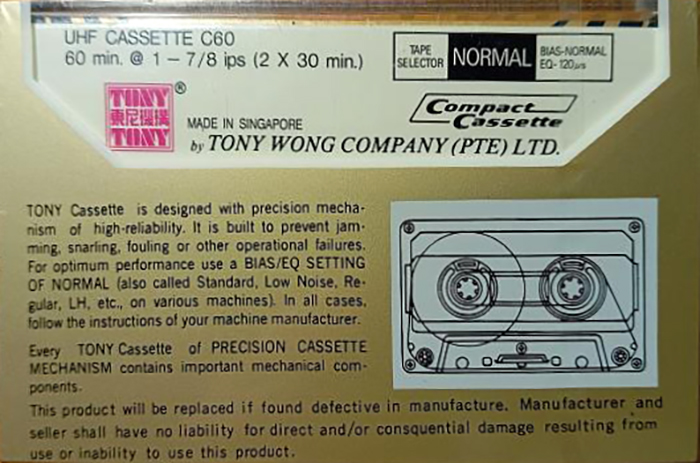 UHF CASSETTE C60
60 min. @ 1 – 7/8 ips (2 X 30 min.)
TAPE
SELECTOR
NORMAL
BIAS-NORMAL
EQ-120µs
TONY
東尼機構
TONY
®
Compact
Cassette
MADE IN SINGAPORE
by TONY WONG COMPANY (PTE) LTD.
TONY Cassette is designed with precision mecha-
nism of high-reliability. It is built to prevent jam-
ming, snarling, fouling or other operational failures.
For optimum performance use a BIAS/EQ SETTING
OF NORMAL (also called Standard, Low Noise, Re-
gular, LH, etc., on various machines). In all cases,
follow the instructions of your machine manufacturer.
Every TONY Cassette of PRECISION CASSETTE
MECHANISM contains important mechanical com-
ponents.
This product will be replaced if found defective in manufacture. Manufacturer and
seller shall have no liability for direct and/or consquential damage resulting from
use or inability to use this product.